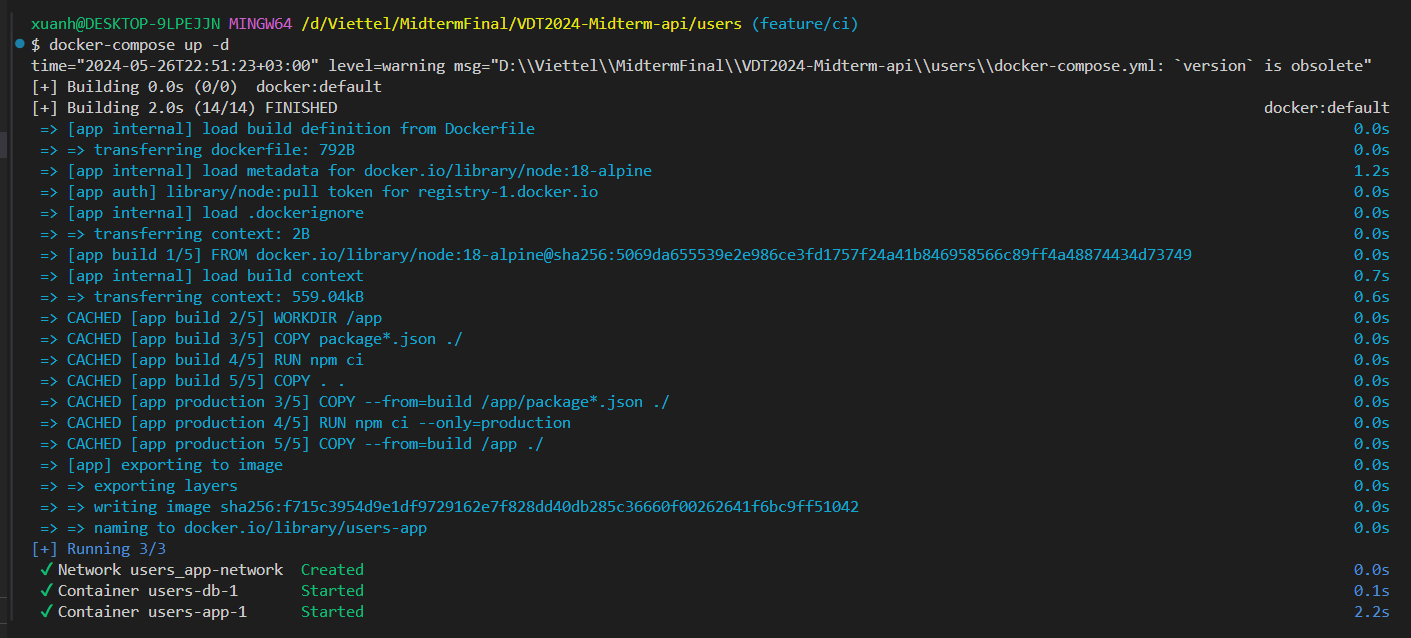 xuanh@DESKTOP-9LPEJJN MINGW64 /d/Viettel/MidtermFinal/VDT2024-Midterm-api/users (feature/ci)
$ docker-compose up -d
time="2024-05-26T22:51:23+03:00" level=warning msg="D:\\Viettel\\MidtermFinal\\VDT2024-Midterm-api\\users\\docker-compose.yml: `version` is obsolete"
[+] Building 0.0s (0/0)  docker:default
[+] Building 2.0s (14/14) FINISHED docker:default
=> [app internal] load build definition from Dockerfile 0.0s
=> => transferring dockerfile: 792B 0.0s
=> [app internal] load metadata for docker.io/library/node:18-alpine 1.2s
=> [app auth] library/node:pull token for registry-1.docker.io 0.0s
=> [app internal] load .dockerignore 0.0s
=> => transferring context: 2B 0.0s
=> [app build 1/5] FROM docker.io/library/node:18-alpine@sha256:5069da655539e2e986ce3fd1757f24a41b846958566c89ff4a48874434d73749 0.0s
=> [app internal] load build context 0.7s
=> => transferring context: 559.04kB 0.6s
=> CACHED [app build 2/5] WORKDIR /app 0.0s
=> CACHED [app build 3/5] COPY package*.json ./ 0.0s
=> CACHED [app build 4/5] RUN npm ci 0.0s
=> CACHED [app build 5/5] COPY . . 0.0s
=> CACHED [app production 3/5] COPY --from=build /app/package*.json ./ 0.0s
=> CACHED [app production 4/5] RUN npm ci --only=production 0.0s
=> CACHED [app production 5/5] COPY --from=build /app ./ 0.0s
=> [app] exporting to image 0.0s
=> => exporting layers 0.0s
=> => writing image sha256:f715c3954d9e1df9729162e7f828dd40db285c36660f00262641f6bc9ff51042 0.0s
=> => naming to docker.io/library/users-app 0.0s
[+] Running 3/3
✓ Network users_app-network  Created 0.0s
✓ Container users-db-1       Started 0.1s
✓ Container users-app-1      Started 2.2s